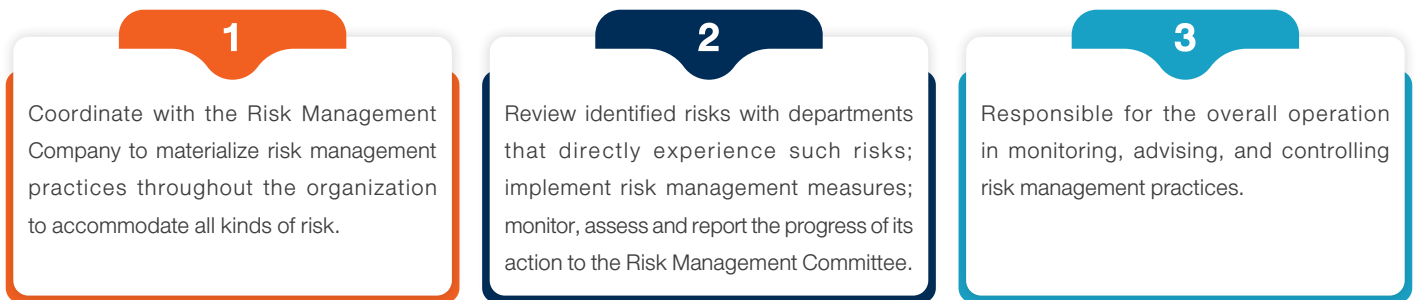 1
Coordinate with the Risk Management
Company to materialize risk management
practices throughout the organization
to accommodate all kinds of risk.
2
Review identified risks with departments
that directly experience such risks;
implement risk management measures;
monitor, assess and report the progress of its
action to the Risk Management Committee.
3
Responsible for the overall operation
in monitoring, advising, and controlling
risk management practices.